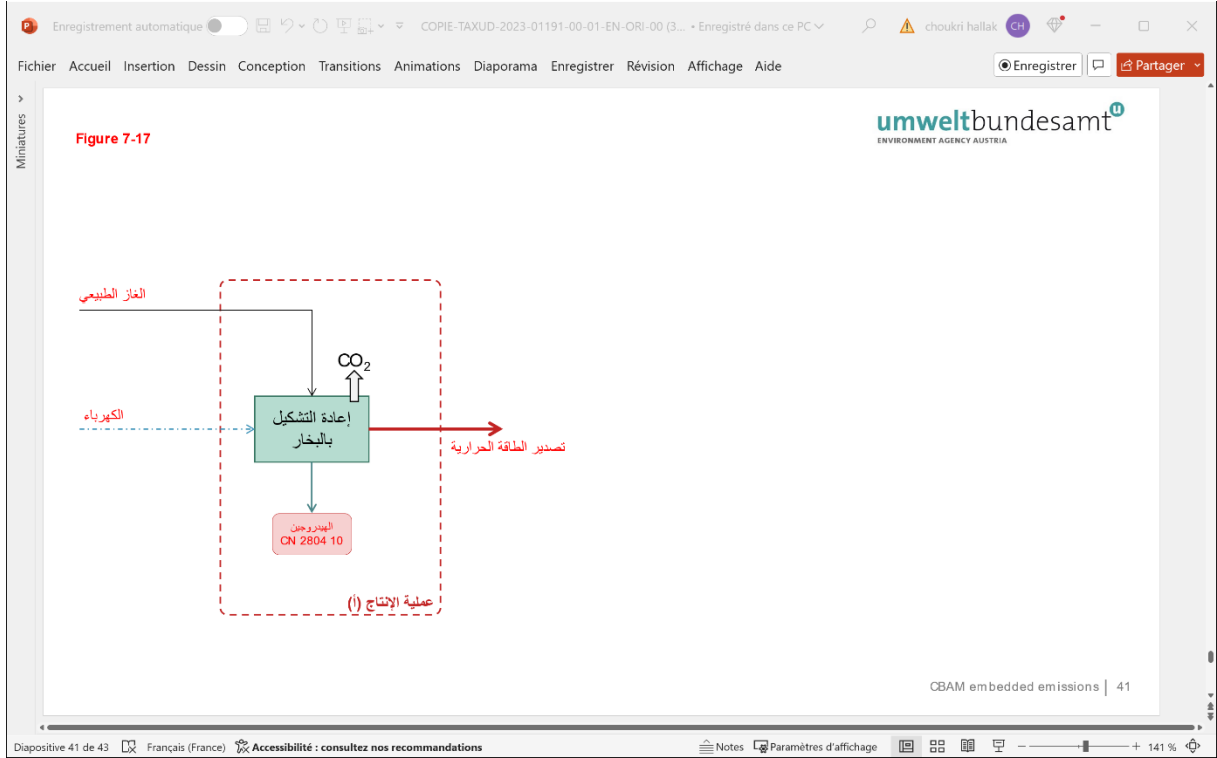 Enregistrement automatique
COPIE-TAXUD-2023-01191-00-01-EN-ORI-00 (3... • Enregistré dans ce PC
choukri hallak
CH
Fichier Accueil Insertion Dessin Conception Transitions Animations Diaporama Enregistrer Révision Affichage Aide
Enregistrer
Partager
Miniatures
Figure 7-17
umweltbundesamt
ENVIRONMENT AGENCY AUSTRIA
الغاز الطبيعي
CO2
الكهرباء
إعادة التشكيل
بالبخار
تصدير الطاقة الحرارية
الهيدروجين
CN 2804 10
عملية الإنتاج (أ)
CBAM embedded emissions | 41
Diapositive 41 de 43 Français (France) Accessibilité : consultez nos recommandations Notes Paramètres d'affichage 141 %